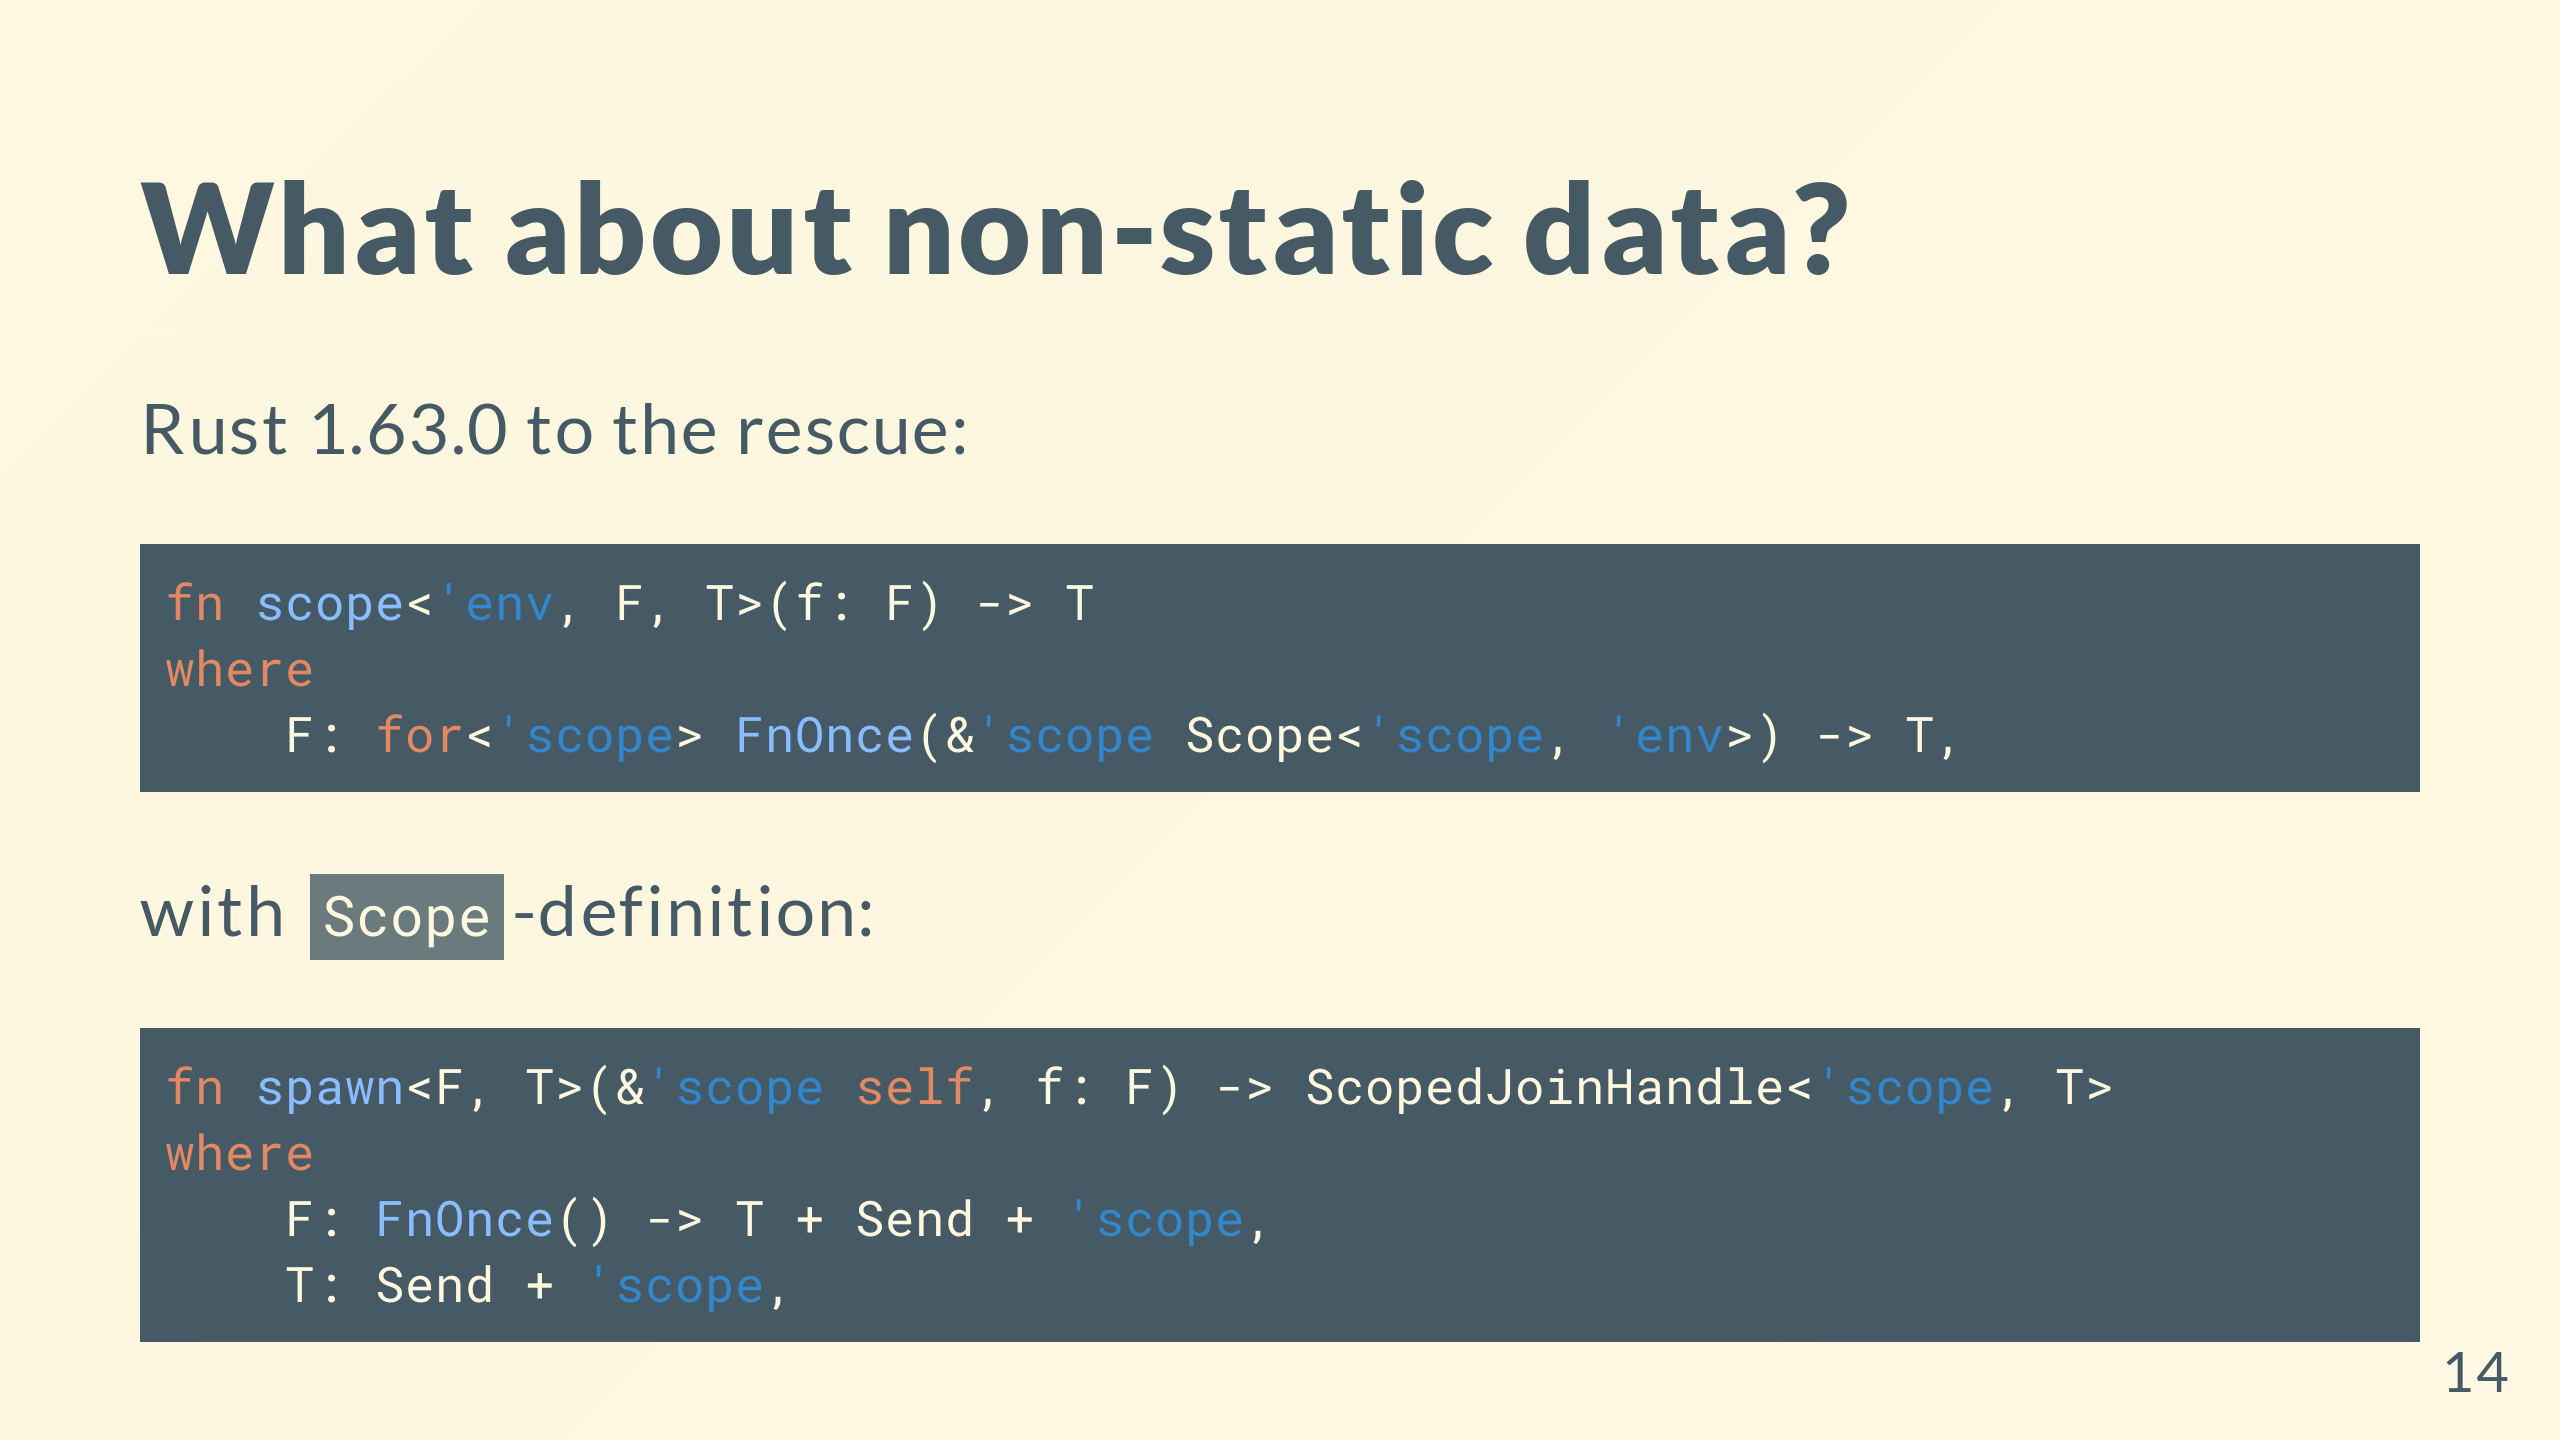 What about non-static data?
Rust 1.63.0 to the rescue:
fn scope<'env, F, T>(f: F) -> T
where
    F: for<'scope> FnOnce(&'scope Scope<'scope, 'env>) -> T,
with Scope-definition:
fn spawn<F, T>(&'scope self, f: F) -> ScopedJoinHandle<'scope, T>
where
    F: FnOnce() -> T + Send + 'scope,
    T: Send + 'scope,
14